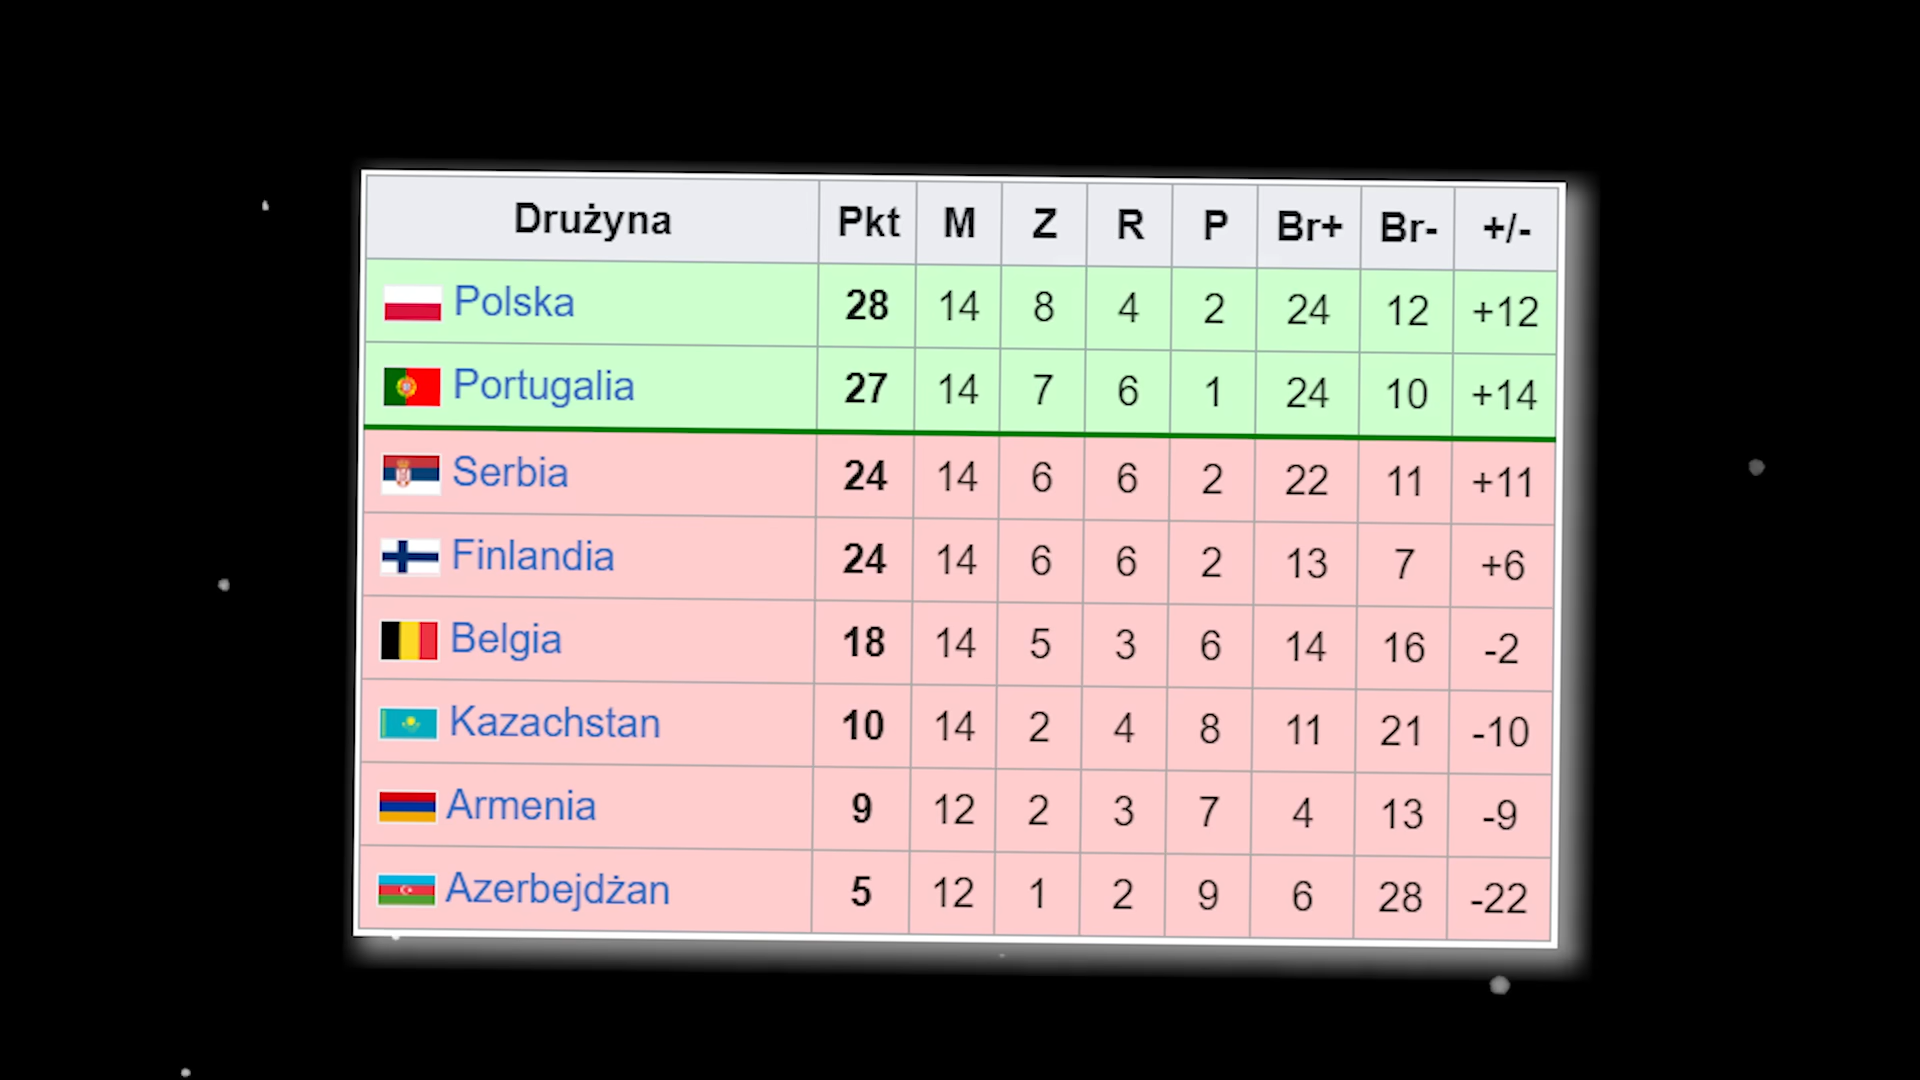 Drużyna Pkt M Z R P Br+ Br- +/-
Polska 28 14 8 4 2 24 12 +12
Portugalia 27 14 7 6 1 24 10 +14
Serbia 24 14 6 6 2 22 11 +11
Finlandia 24 14 6 6 2 13 7 +6
Belgia 18 14 5 3 6 14 16 -2
Kazachstan 10 14 2 4 8 11 21 -10
Armenia 9 12 2 3 7 4 13 -9
Azerbejdżan 5 12 1 2 9 6 28 -22